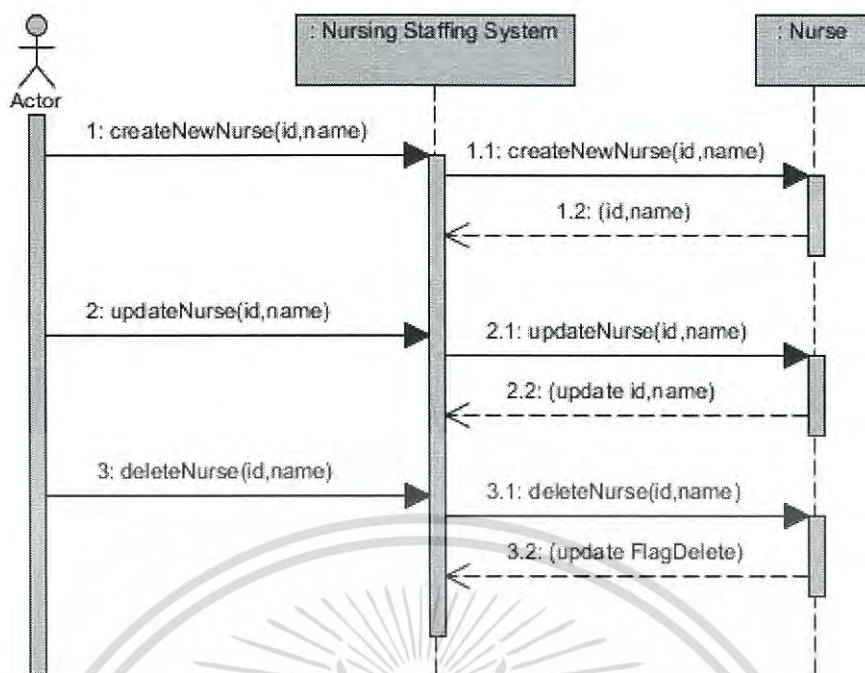 : Nursing Staffing System
: Nurse
Actor
1: createNewNurse(id,name)
1.1: createNewNurse(id,name)
1.2: (id,name)
2: updateNurse(id,name)
2.1: updateNurse(id,name)
2.2: (update id,name)
3: deleteNurse(id,name)
3.1: deleteNurse(id,name)
3.2: (update FlagDelete)